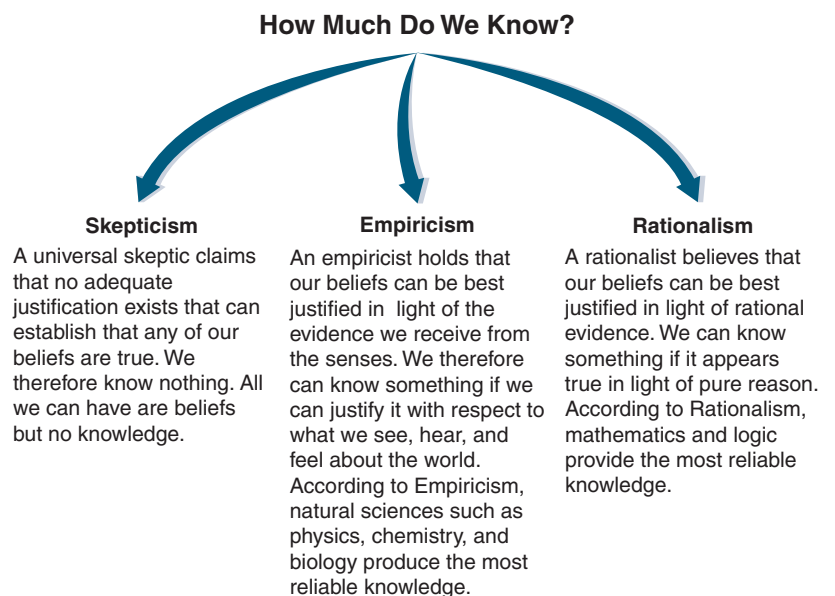 How Much Do We Know?
Skepticism
A universal skeptic claims
that no adequate
justification exists that can
establish that any of our
beliefs are true. We
therefore know nothing. All
we can have are beliefs
but no knowledge.
Empiricism
An empiricist holds that
our beliefs can be best
justified in light of the
evidence we receive from
the senses. We therefore
can know something if we
can justify it with respect to
what we see, hear, and
feel about the world.
According to Empiricism,
natural sciences such as
physics, chemistry, and
biology produce the most
reliable knowledge.
Rationalism
A rationalist believes that
our beliefs can be best
justified in light of rational
evidence. We can know
something if it appears
true in light of pure reason.
According to Rationalism,
mathematics and logic
provide the most reliable
knowledge.